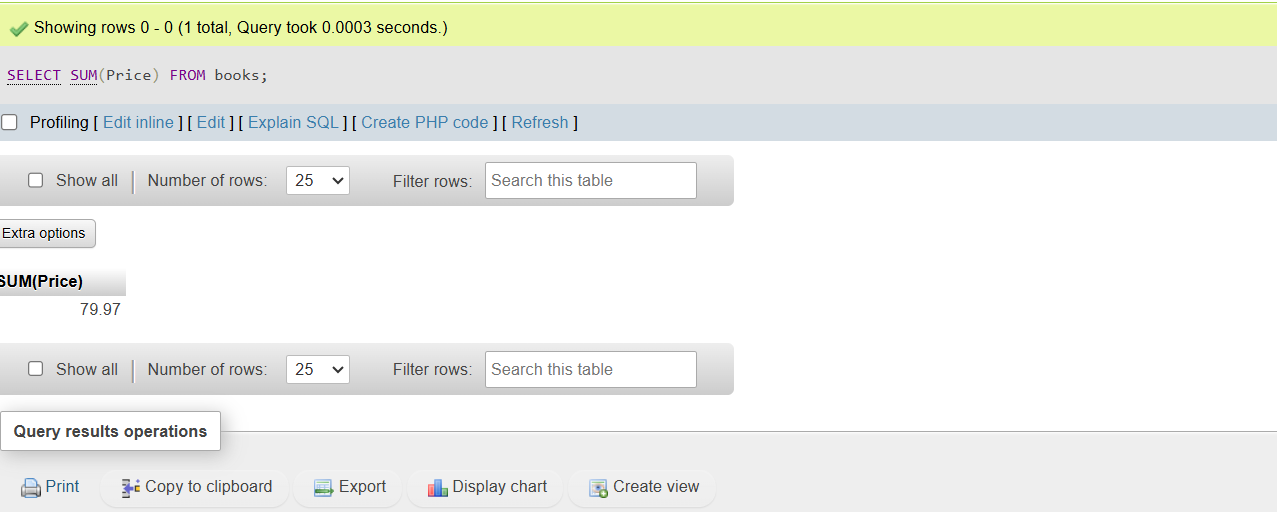 Showing rows 0 - 0 (1 total, Query took 0.0003 seconds.)
SELECT SUM(Price) FROM books;
Profiling [ Edit inline ] [ Edit ] [ Explain SQL ] [ Create PHP code ] [ Refresh ]
Show all Number of rows: 25 Filter rows: Search this table
Extra options
SUM(Price)
79.97
Show all Number of rows: 25 Filter rows: Search this table
Query results operations
Print Copy to clipboard Export Display chart Create view